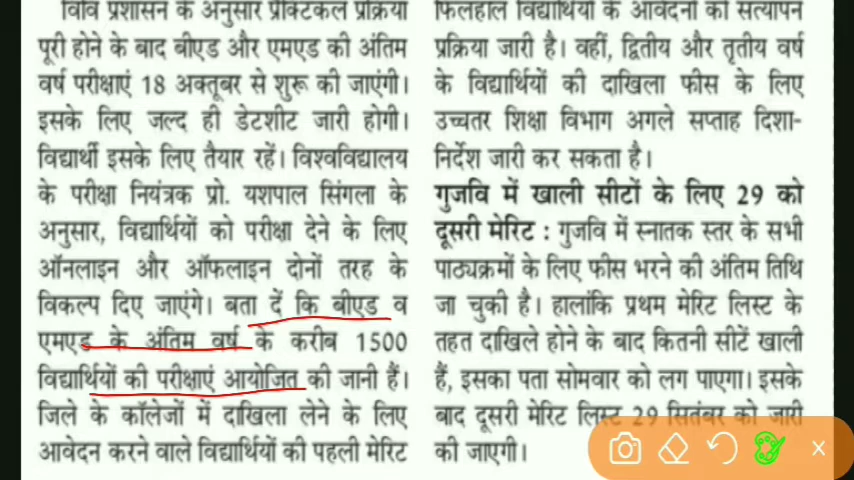 विवि प्रशासन के अनुसार प्रैक्टिकल प्रक्रिया
पूरी होने के बाद बीएड और एमएड की अंतिम
वर्ष परीक्षाएं 18 अक्तूबर से शुरू की जाएंगी।
इसके लिए जल्द ही डेटशीट जारी होगी।
विद्यार्थी इसके लिए तैयार रहें। विश्वविद्यालय
के परीक्षा नियंत्रक प्रो. यशपाल सिंगला के
अनुसार, विद्यार्थियों को परीक्षा देने के लिए
ऑनलाइन और ऑफलाइन दोनों तरह के
विकल्प दिए जाएंगे। बता दें कि बीएड व
एमएड के अंतिम वर्ष के करीब 1500
विद्यार्थियों की परीक्षाएं आयोजित की जानी हैं।
जिले के कॉलेजों में दाखिला लेने के लिए
आवेदन करने वाले विद्यार्थियों की पहली मेरिट
फिलहाल विद्यार्थियों के आवेदनों की सत्यापन
प्रक्रिया जारी है। वहीं, द्वितीय और तृतीय वर्ष
के विद्यार्थियों की दाखिला फीस के लिए
उच्चतर शिक्षा विभाग अगले सप्ताह दिशा-
निर्देश जारी कर सकता है।
गुजवि में खाली सीटों के लिए 29 को
दूसरी मेरिट : गुजवि में स्नातक स्तर के सभी
पाठ्यक्रमों के लिए फीस भरने की अंतिम तिथि
जा चुकी है। हालांकि प्रथम मेरिट लिस्ट के
तहत दाखिले होने के बाद कितनी सीटें खाली
हैं, इसका पता सोमवार को लग पाएगा। इसके
बाद दूसरी मेरिट लिस्ट 29 सितंबर को जारी
की जाएगी।